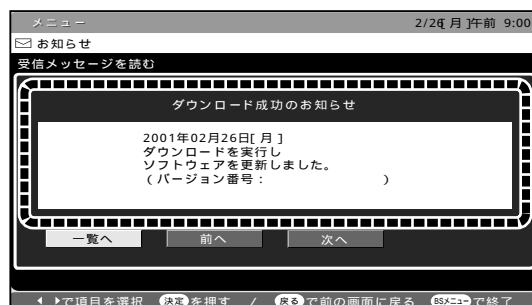 メニュー 2/26[月]午前 9:00
お知らせ
受信メッセージを読む
ダウンロード成功のお知らせ
2001年02月26日[月]
ダウンロードを実行し
ソフトウェアを更新しました。
(バージョン番号: )
一覧へ 前へ 次へ
で項目を選択 決定を押す / 戻るで前の画面に戻る BSメニューで終了